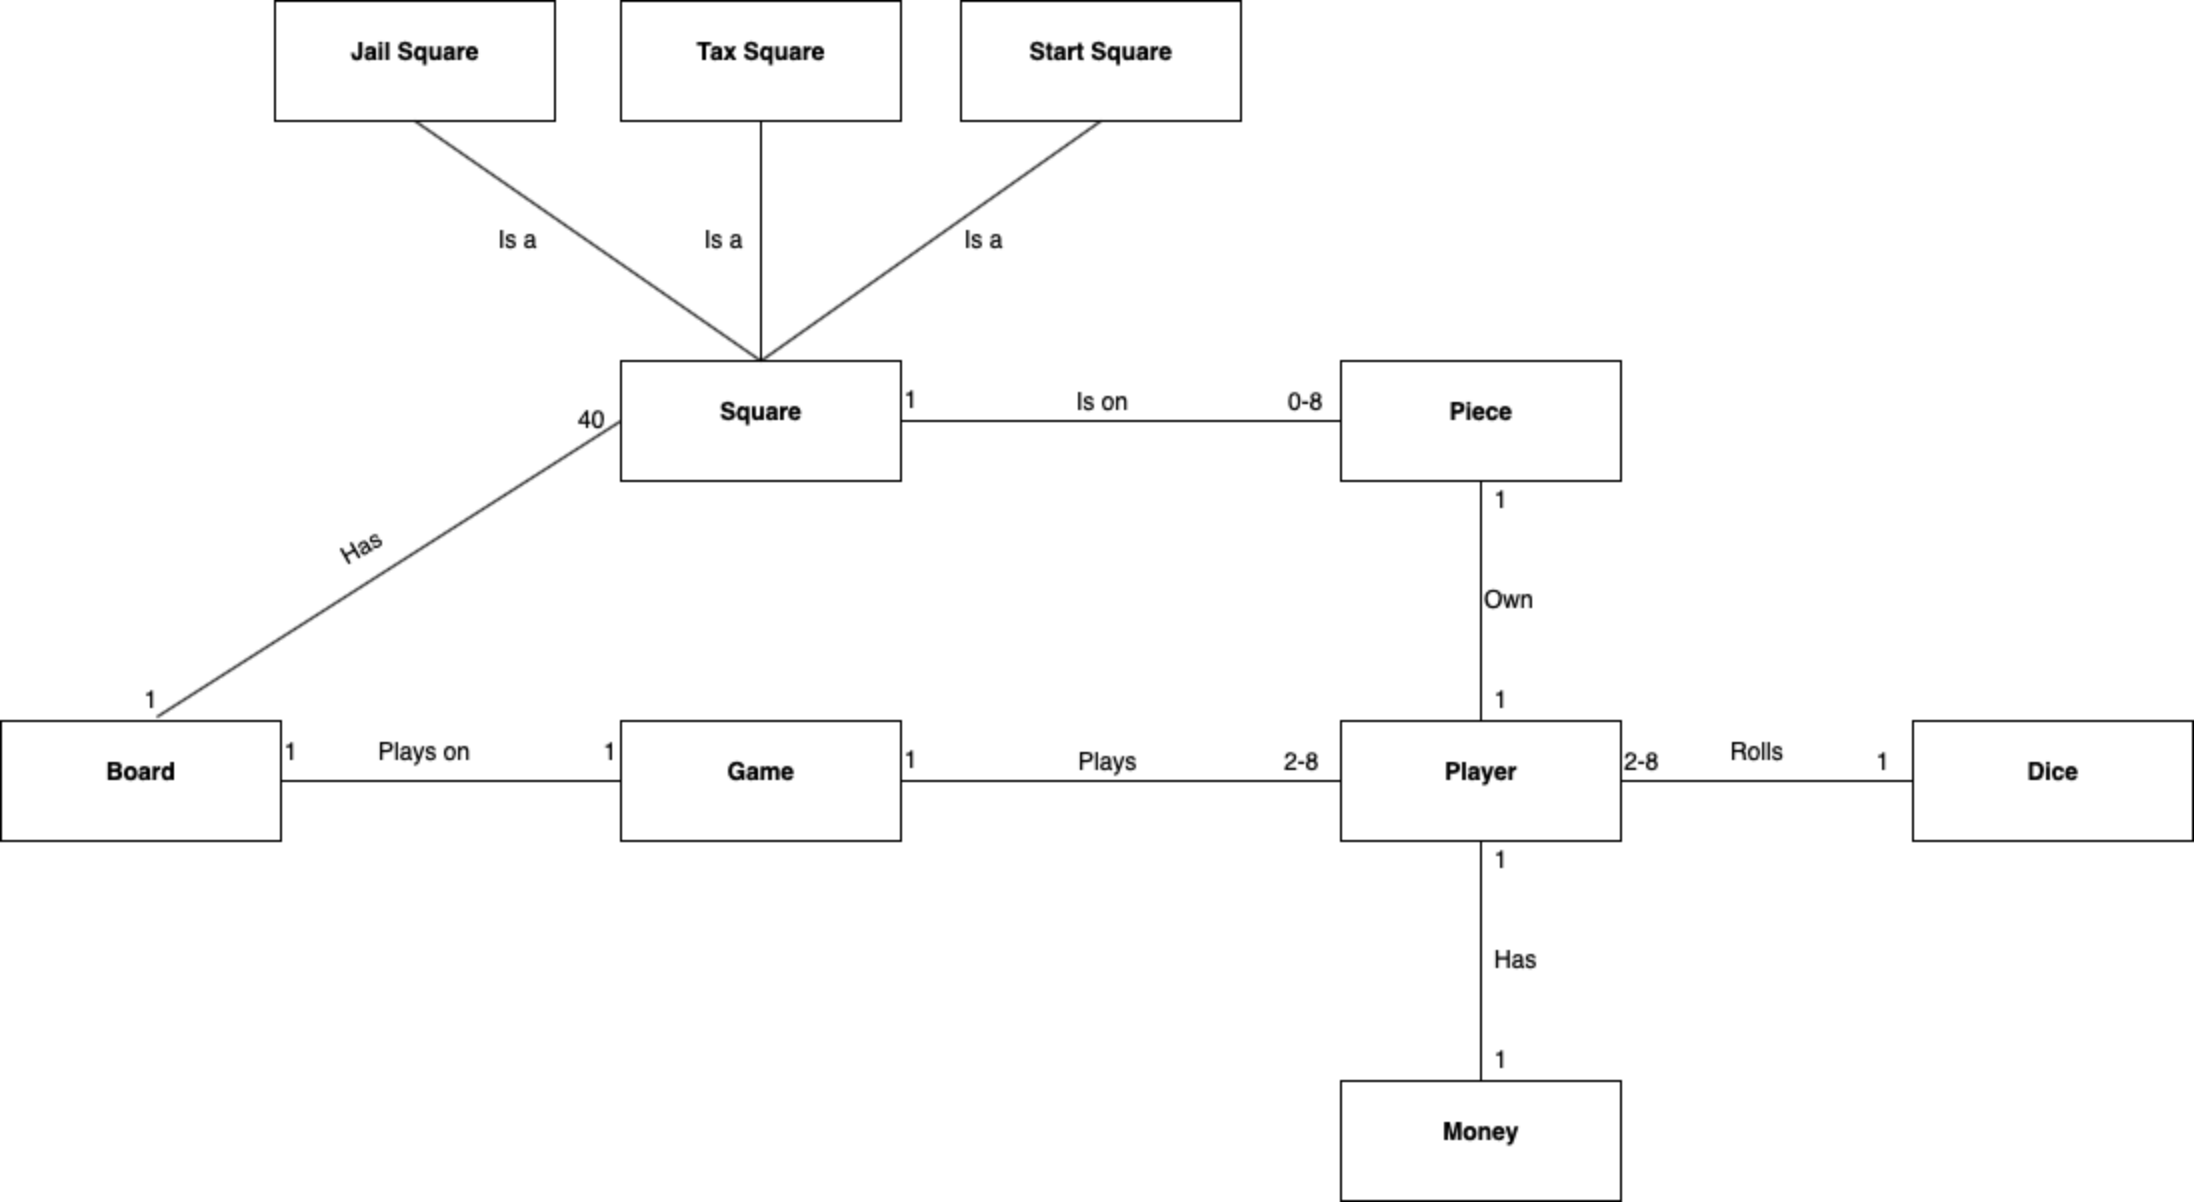 Jail Square
Tax Square
Start Square
Is a
Is a
Is a
40
Square
1
Is on
0-8
Piece
1
Has
Own
1
1
Board
1
Plays on
1
Game
1
Plays
2-8
Player
2-8
Rolls
1
Dice
1
Has
1
Money